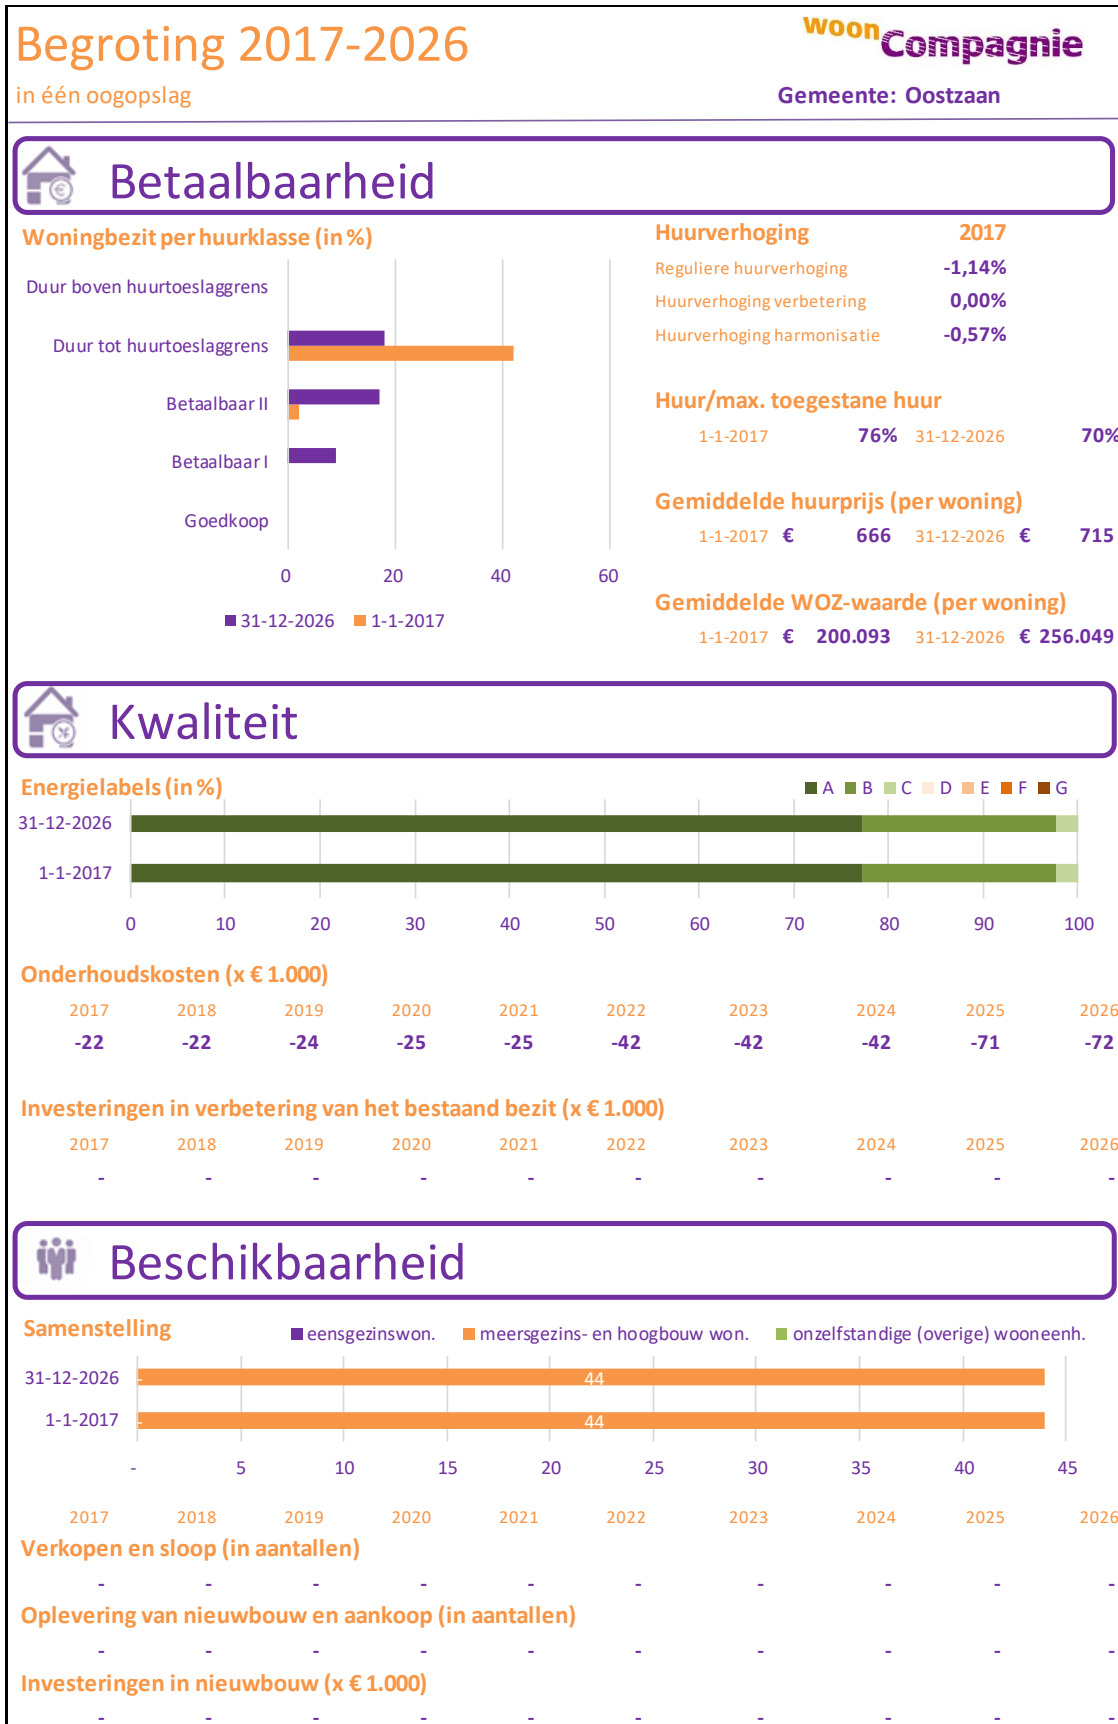 Begroting 2017-2026
woonCompagnie
in één oogopslag
Gemeente: Oostzaan
Betaalbaarheid
Woningbezit per huurklasse (in %)
Duur boven huurtoeslaggrens
Duur tot huurtoeslaggrens
Betaalbaar II
Betaalbaar I
Goedkoop
0 20 40 60
31-12-2026 1-1-2017
Huurverhoging 2017
Reguliere huurverhoging -1,14%
Huurverhoging verbetering 0,00%
Huurverhoging harmonisatie -0,57%
Huur/max. toegestane huur
1-1-2017 76% 31-12-2026 70%
Gemiddelde huurprijs (per woning)
1-1-2017 € 666 31-12-2026 € 715
Gemiddelde WOZ-waarde (per woning)
1-1-2017 € 200.093 31-12-2026 € 256.049
Kwaliteit
Energielabels (in %)
A B C D E F G
31-12-2026
1-1-2017
0 10 20 30 40 50 60 70 80 90 100
Onderhoudskosten (x € 1.000)
2017 2018 2019 2020 2021 2022 2023 2024 2025 2026
-22 -22 -24 -25 -25 -42 -42 -42 -71 -72
Investeringen in verbetering van het bestaand bezit (x € 1.000)
2017 2018 2019 2020 2021 2022 2023 2024 2025 2026
- - - - - - - - - -
Beschikbaarheid
Samenstelling
eensgezinswon. meersgezins- en hoogbouw won. onzelfstandige (overige) wooneenh.
31-12-2026 - 44
1-1-2017 - 44
- 5 10 15 20 25 30 35 40 45
2017 2018 2019 2020 2021 2022 2023 2024 2025 2026
Verkopen en sloop (in aantallen)
- - - - - - - - - -
Oplevering van nieuwbouw en aankoop (in aantallen)
- - - - - - - - - -
Investeringen in nieuwbouw (x € 1.000)
- - - - - - - - - -